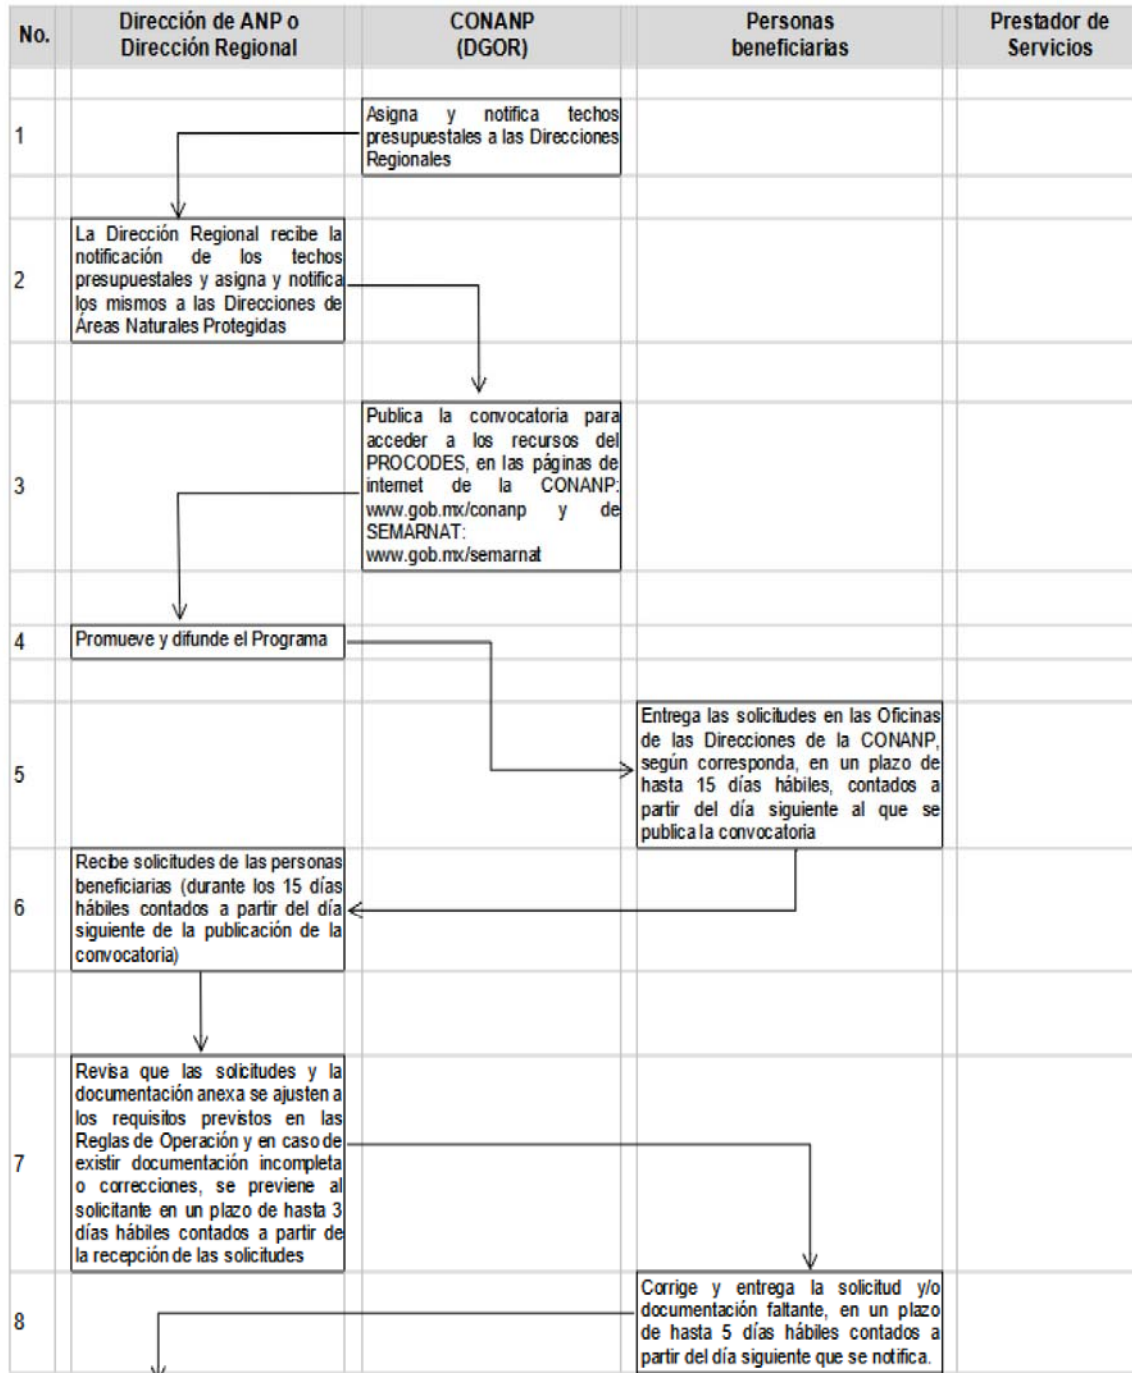 No.
Dirección de ANP o
Dirección Regional
CONANP
(DGOR)
Personas
beneficiarias
Prestador de
Servicios
1
Asigna y notifica techos
presupuestales a las Direcciones
Regionales
2
La Dirección Regional recibe la
notificación de los techos
presupuestales y asigna y notifica
los mismos a las Direcciones de
Áreas Naturales Protegidas
3
Publica la convocatoria para
acceder a los recursos del
PROCODES, en las páginas de
internet de la CONANP:
www.gob.mx/conanp y de
SEMARNAT:
www.gob.mx/semarnat
4
Promueve y difunde el Programa
5
Entrega las solicitudes en las Oficinas
de las Direcciones de la CONANP,
según corresponda, en un plazo de
hasta 15 días hábiles, contados a
partir del día siguiente al que se
publica la convocatoria
6
Recibe solicitudes de las personas
beneficiarias (durante los 15 días
hábiles contados a partir del día
siguiente de la publicación de la
convocatoria)
7
Revisa que las solicitudes y la
documentación anexa se ajusten a
los requisitos previstos en las
Reglas de Operación y en caso de
existir documentación incompleta
o correcciones, se previene al
solicitante en un plazo de hasta 3
días hábiles contados a partir de
la recepción de las solicitudes
8
Corrige y entrega la solicitud y/o
documentación faltante, en un plazo
de hasta 5 días hábiles contados a
partir del día siguiente que se notifica.